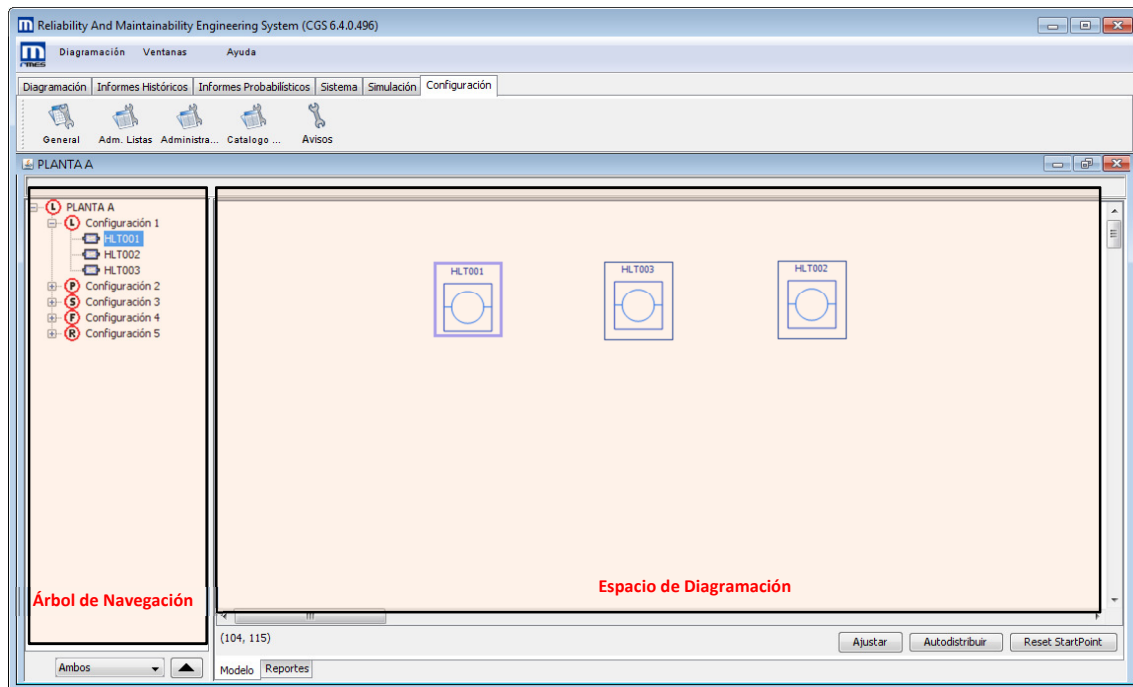 Reliability And Maintainability Engineering System (CGS 6.4.0.496)
rmes
Diagramación Ventanas Ayuda
Diagramación Informes Históricos Informes Probabilísticos Sistema Simulación Configuración
General Adm. Listas Administra... Catalogo ... Avisos
PLANTA A
L PLANTA A
L Configuración 1
HLT001
HLT002
HLT003
P Configuración 2
S Configuración 3
F Configuración 4
R Configuración 5
HLT001 HLT003 HLT002
Árbol de Navegación
Espacio de Diagramación
(104, 115)
Ajustar Autodistribuir Reset StartPoint
Ambos
Modelo Reportes